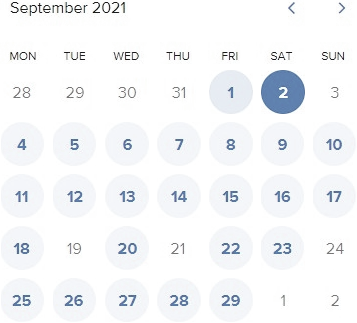 September 2021
MON TUE WED THU FRI SAT SUN
28 29 30 31 1 2 3
4 5 6 7 8 9 10
11 12 13 14 15 16 17
18 19 20 21 22 23 24
25 26 27 28 29 1 2